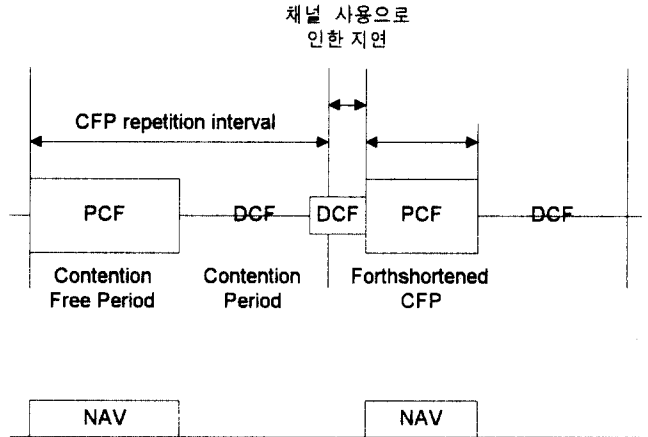 채널 사용으로
인한 지연
CFP repetition interval
PCF
DCF
DCF
PCF
DCF
Contention
Free Period
Contention
Period
Forthshortened
CFP
NAV
NAV